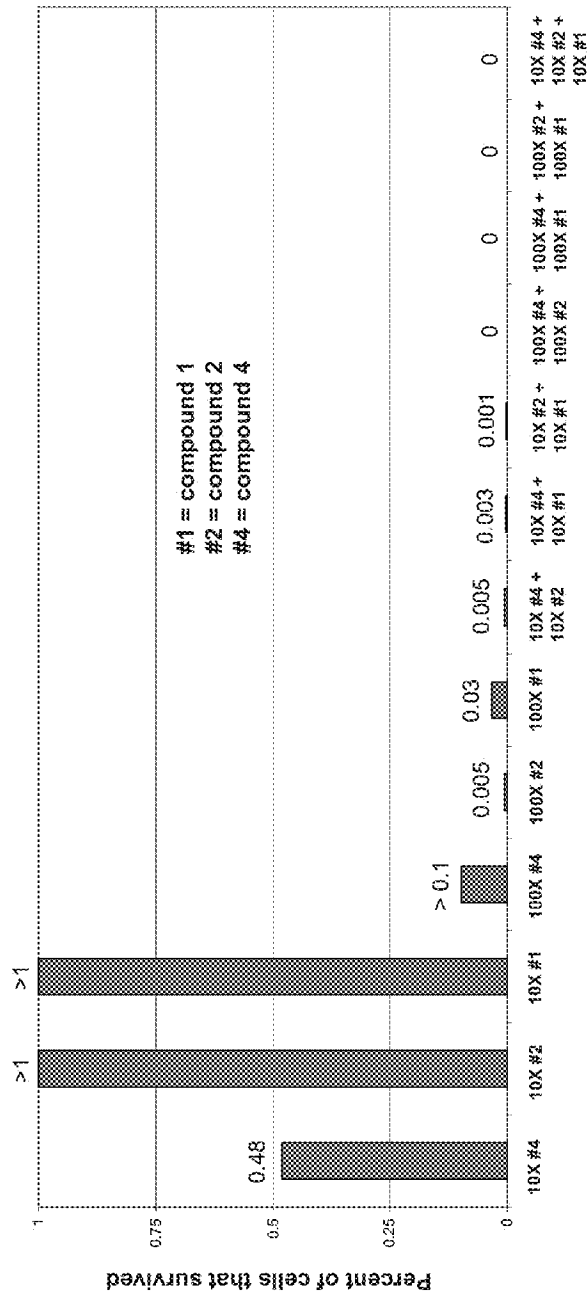 Percent of cells that survived
1
0.75
0.5
0.25
0
#1 = compound 1
#2 = compound 2
#4 = compound 4
0.48
>1
>1
> 0.1
0.005
0.03
0.005
0.003
0.001
0
0
0
0
10X #4
10X #2
10X #1
100X #4
100X #2
100X #1
10X #4 +
10X #2
10X #4 +
10X #1
10X #2 +
10X #1
100X #4 +
100X #2
100X #4 +
100X #1
100X #2 +
100X #1
10X #4 +
10X #2 +
10X #1